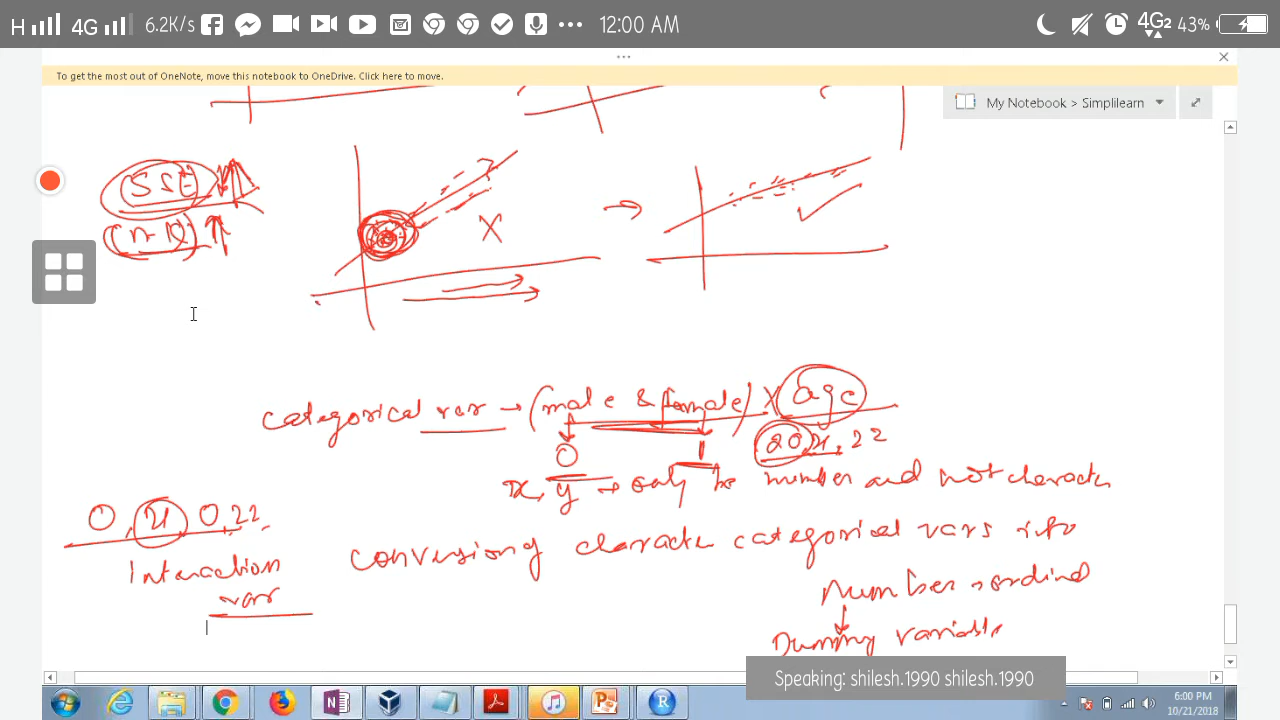 H 4G 6.2K/s 12:00 AM 4G2 43%
To get the most out of OneNote, move this notebook to OneDrive. Click here to move.
My Notebook > Simplilearn
SSE
X
categorical var → (male & female) X age
0 1 20, 21, 22
x, y → only be number and not character
0, 21, 0, 22
Interaction
var
conversion of character categorical vars into
Number ordinal
Dummy variable
Speaking: shilesh.1990 shilesh.1990
6:00 PM
10/21/2018